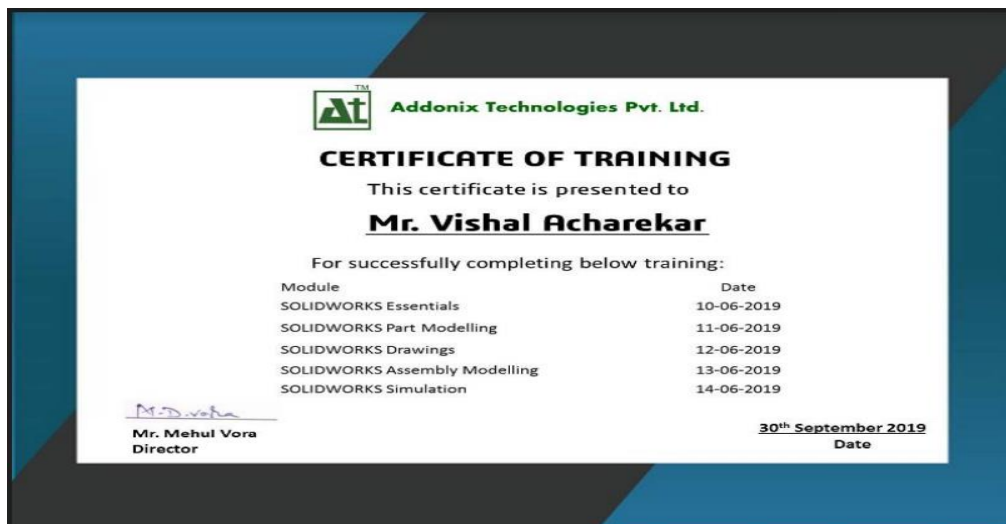 TM
At Addonix Technologies Pvt. Ltd.
CERTIFICATE OF TRAINING
This certificate is presented to
Mr. Vishal Acharekar
For successfully completing below training:
Module Date
SOLIDWORKS Essentials 10-06-2019
SOLIDWORKS Part Modelling 11-06-2019
SOLIDWORKS Drawings 12-06-2019
SOLIDWORKS Assembly Modelling 13-06-2019
SOLIDWORKS Simulation 14-06-2019
M.D.vora
Mr. Mehul Vora 30th September 2019
Director Date